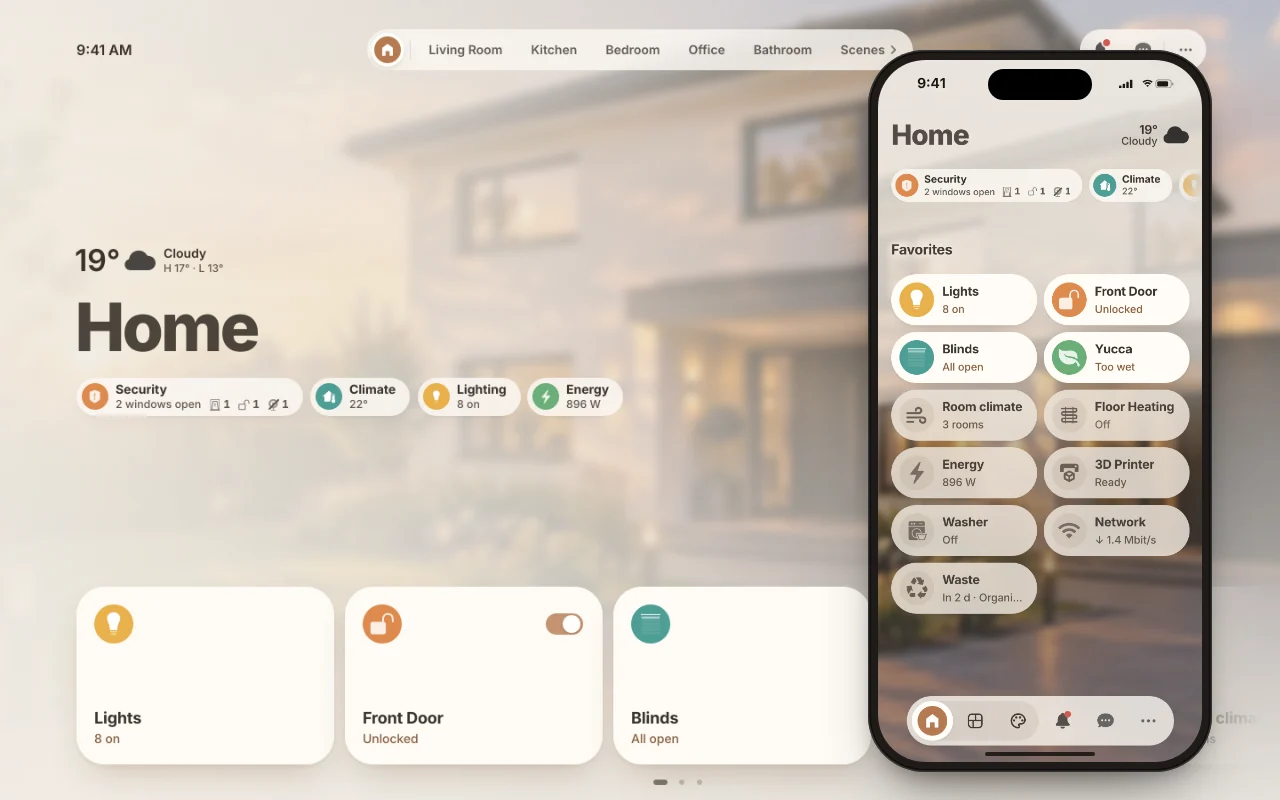 9:41 AM
Living Room
Kitchen
Bedroom
Office
Bathroom
Scenes
19° Cloudy
H 17° · L 13°
Home
Security
2 windows open 1 1 1
Climate
22°
Lighting
8 on
Energy
896 W
Lights
8 on
Front Door
Unlocked
Blinds
All open
9:41
Home
19°
Cloudy
Security
2 windows open 1 1 1
Climate
22°
Favorites
Lights
8 on
Front Door
Unlocked
Blinds
All open
Yucca
Too wet
Room climate
3 rooms
Floor Heating
Off
Energy
896 W
3D Printer
Ready
Washer
Off
Network
↓ 1.4 Mbit/s
Waste
In 2 d · Organi...